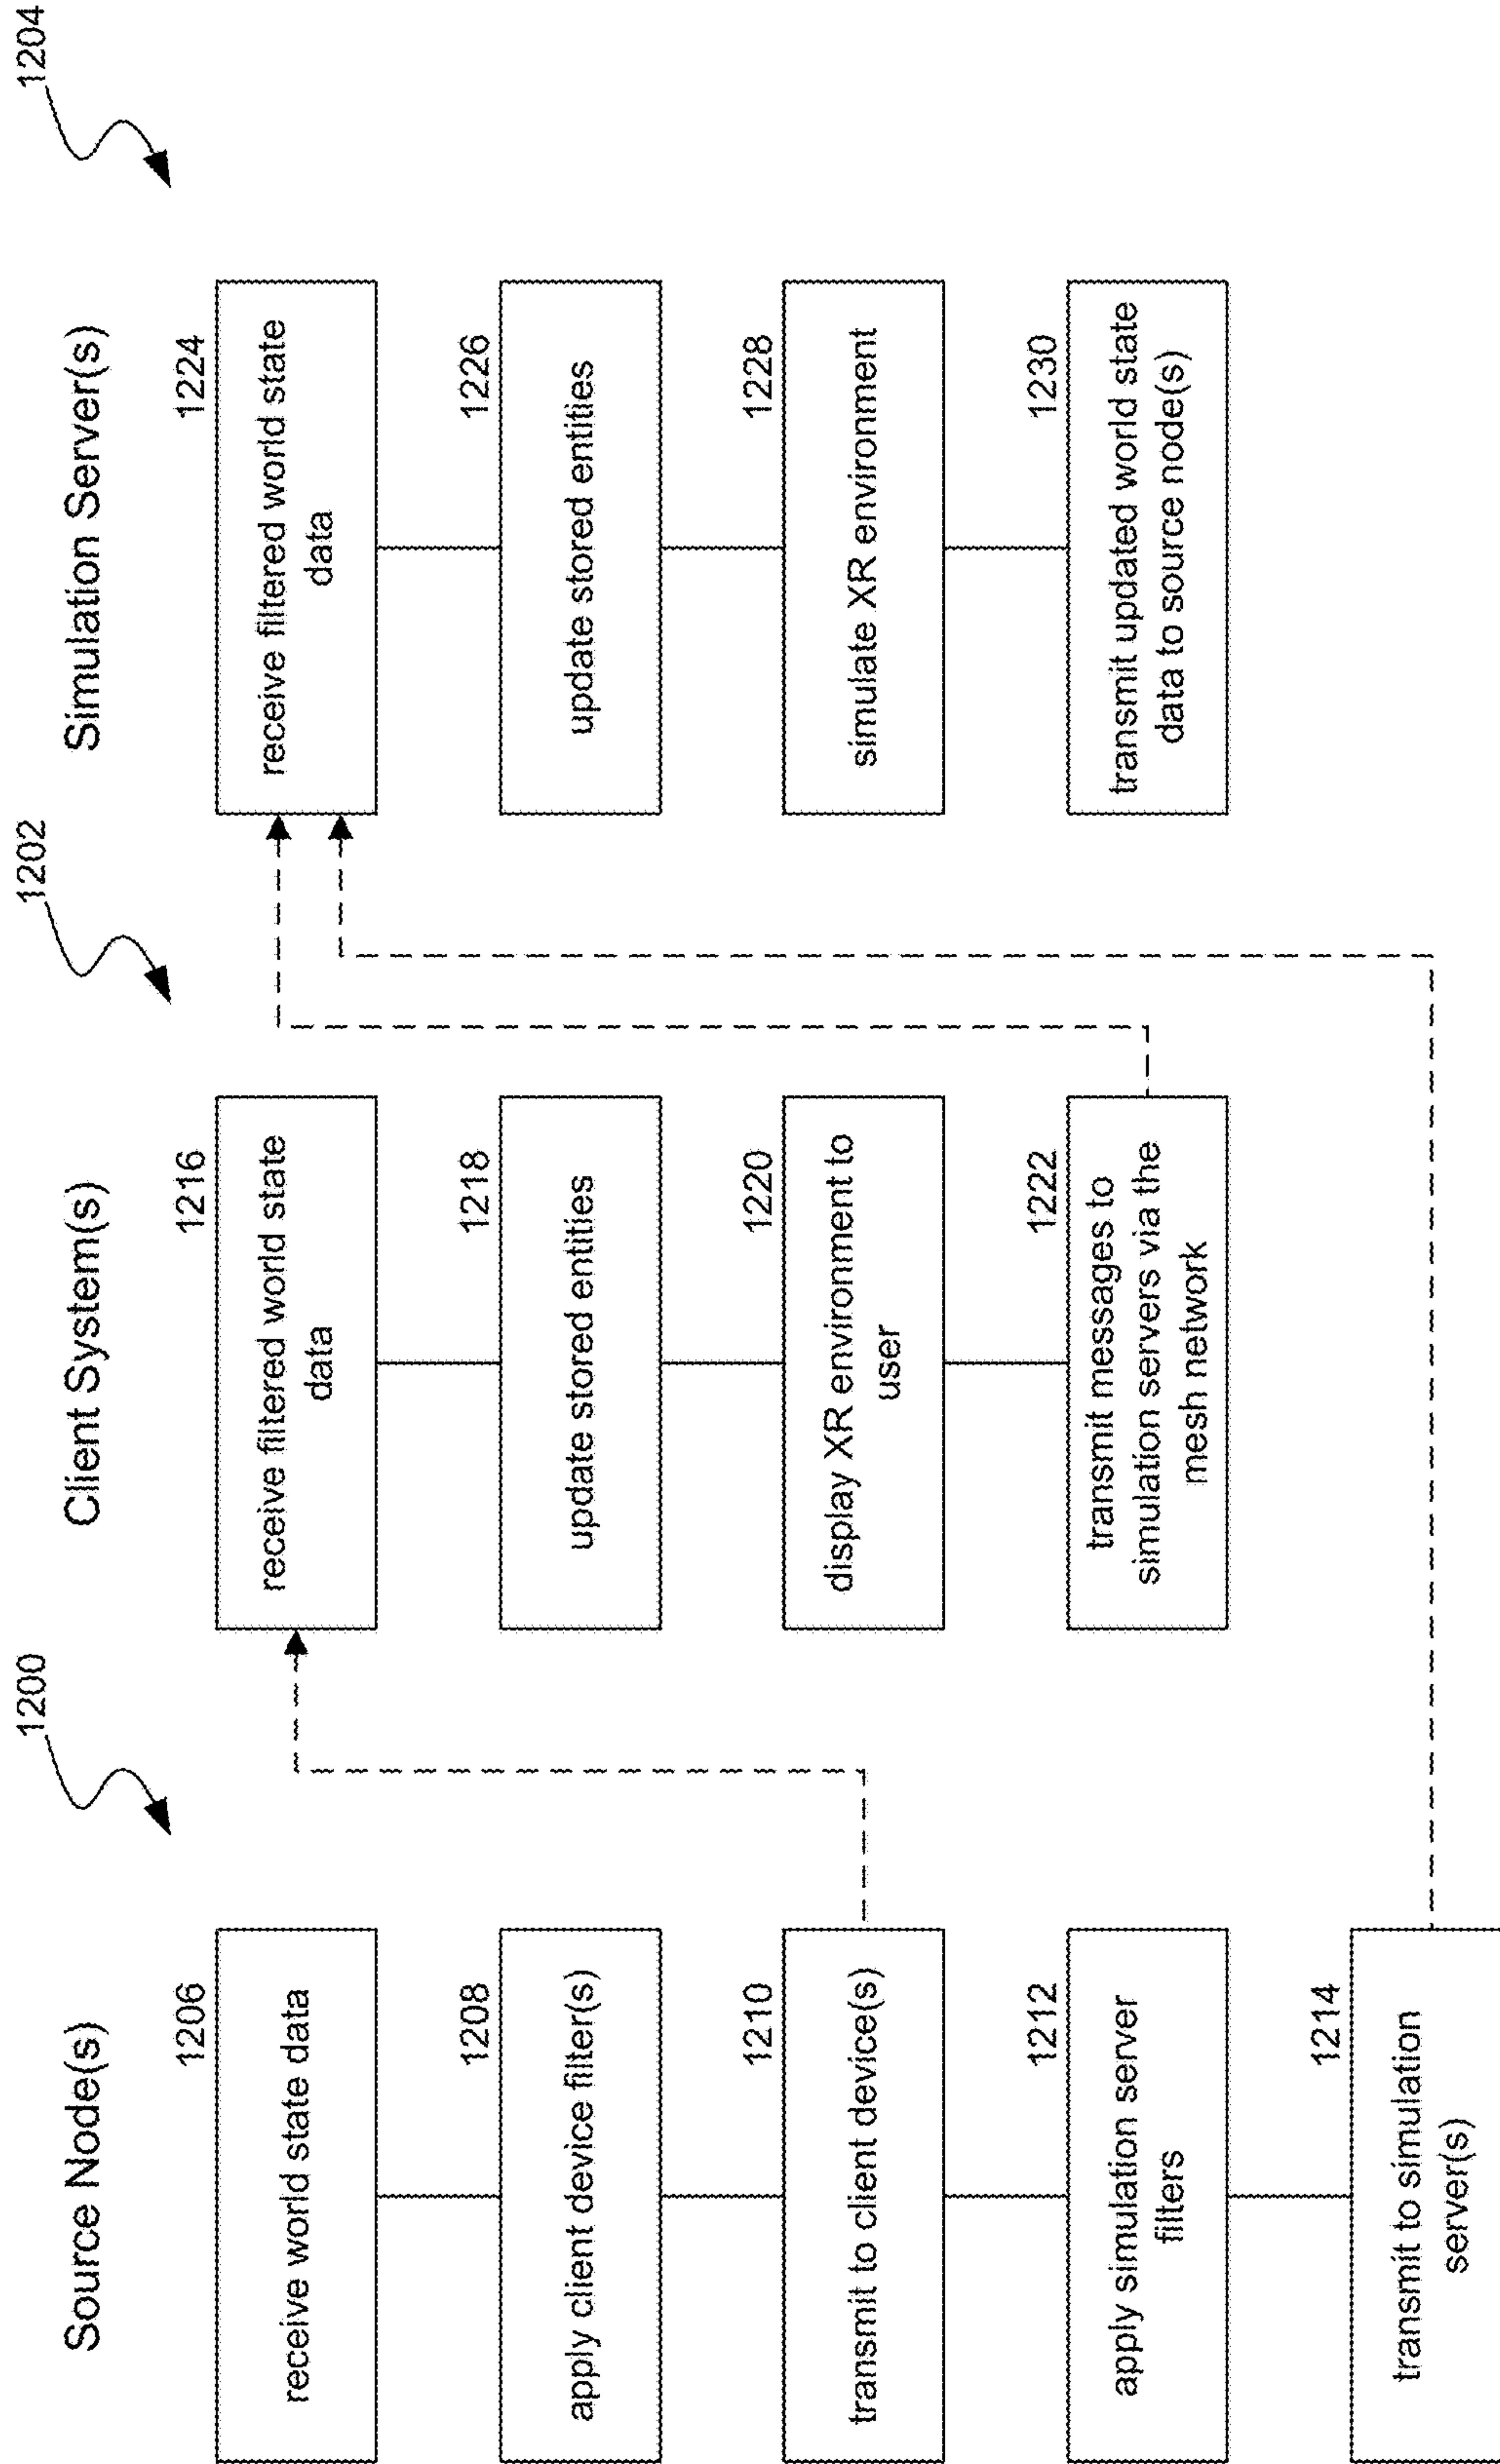 Source Node(s)
1200
1206
receive world state data
1208
apply client device filter(s)
1210
transmit to client device(s)
1212
apply simulation server
filters
1214
transmit to simulation
server(s)
Client System(s)
1202
1216
receive filtered world state
data
1218
update stored entities
1220
display XR environment to
user
1222
transmit messages to
simulation servers via the
mesh network
Simulation Server(s)
1204
1224
receive filtered world state
data
1226
update stored entities
1228
simulate XR environment
1230
transmit updated world state
data to source node(s)